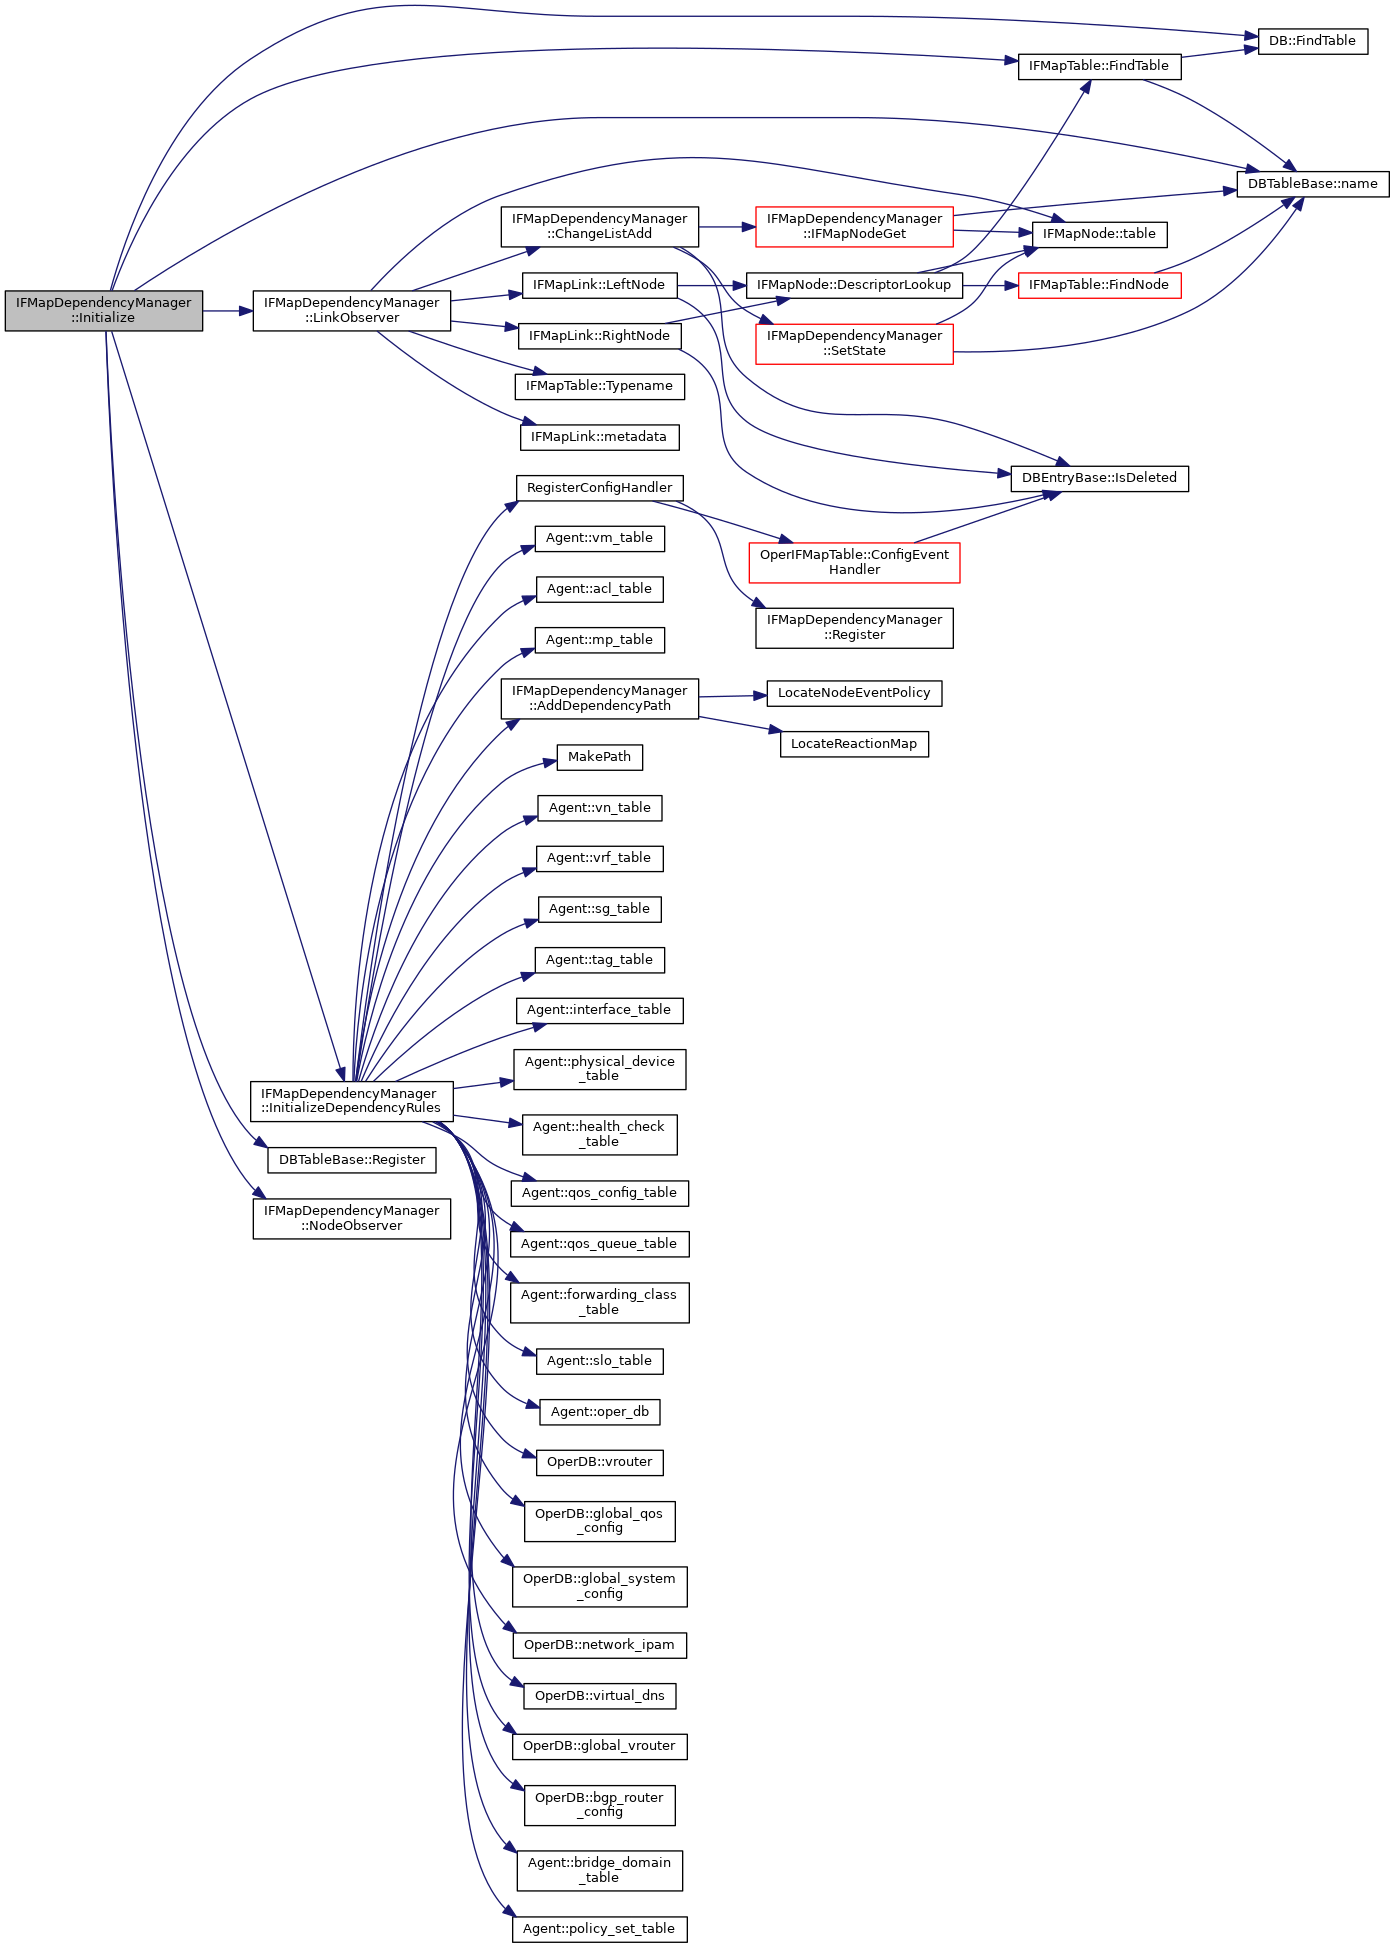 IFMapDependencyManager
::Initialize
DB::FindTable
IFMapTable::FindTable
DBTableBase::name
IFMapDependencyManager
::LinkObserver
IFMapDependencyManager
::ChangeListAdd
IFMapDependencyManager
::IFMapNodeGet
IFMapNode::table
IFMapLink::LeftNode
IFMapNode::DescriptorLookup
IFMapTable::FindNode
IFMapLink::RightNode
IFMapDependencyManager
::SetState
IFMapTable::Typename
IFMapLink::metadata
DBEntryBase::IsDeleted
RegisterConfigHandler
Agent::vm_table
OperIFMapTable::ConfigEvent
Handler
Agent::acl_table
IFMapDependencyManager
::Register
Agent::mp_table
IFMapDependencyManager
::AddDependencyPath
LocateNodeEventPolicy
LocateReactionMap
MakePath
Agent::vn_table
Agent::vrf_table
Agent::sg_table
Agent::tag_table
Agent::interface_table
Agent::physical_device
_table
IFMapDependencyManager
::InitializeDependencyRules
Agent::health_check
_table
DBTableBase::Register
Agent::qos_config_table
IFMapDependencyManager
::NodeObserver
Agent::qos_queue_table
Agent::forwarding_class
_table
Agent::slo_table
Agent::oper_db
OperDB::vrouter
OperDB::global_qos
_config
OperDB::global_system
_config
OperDB::network_ipam
OperDB::virtual_dns
OperDB::global_vrouter
OperDB::bgp_router
_config
Agent::bridge_domain
_table
Agent::policy_set_table